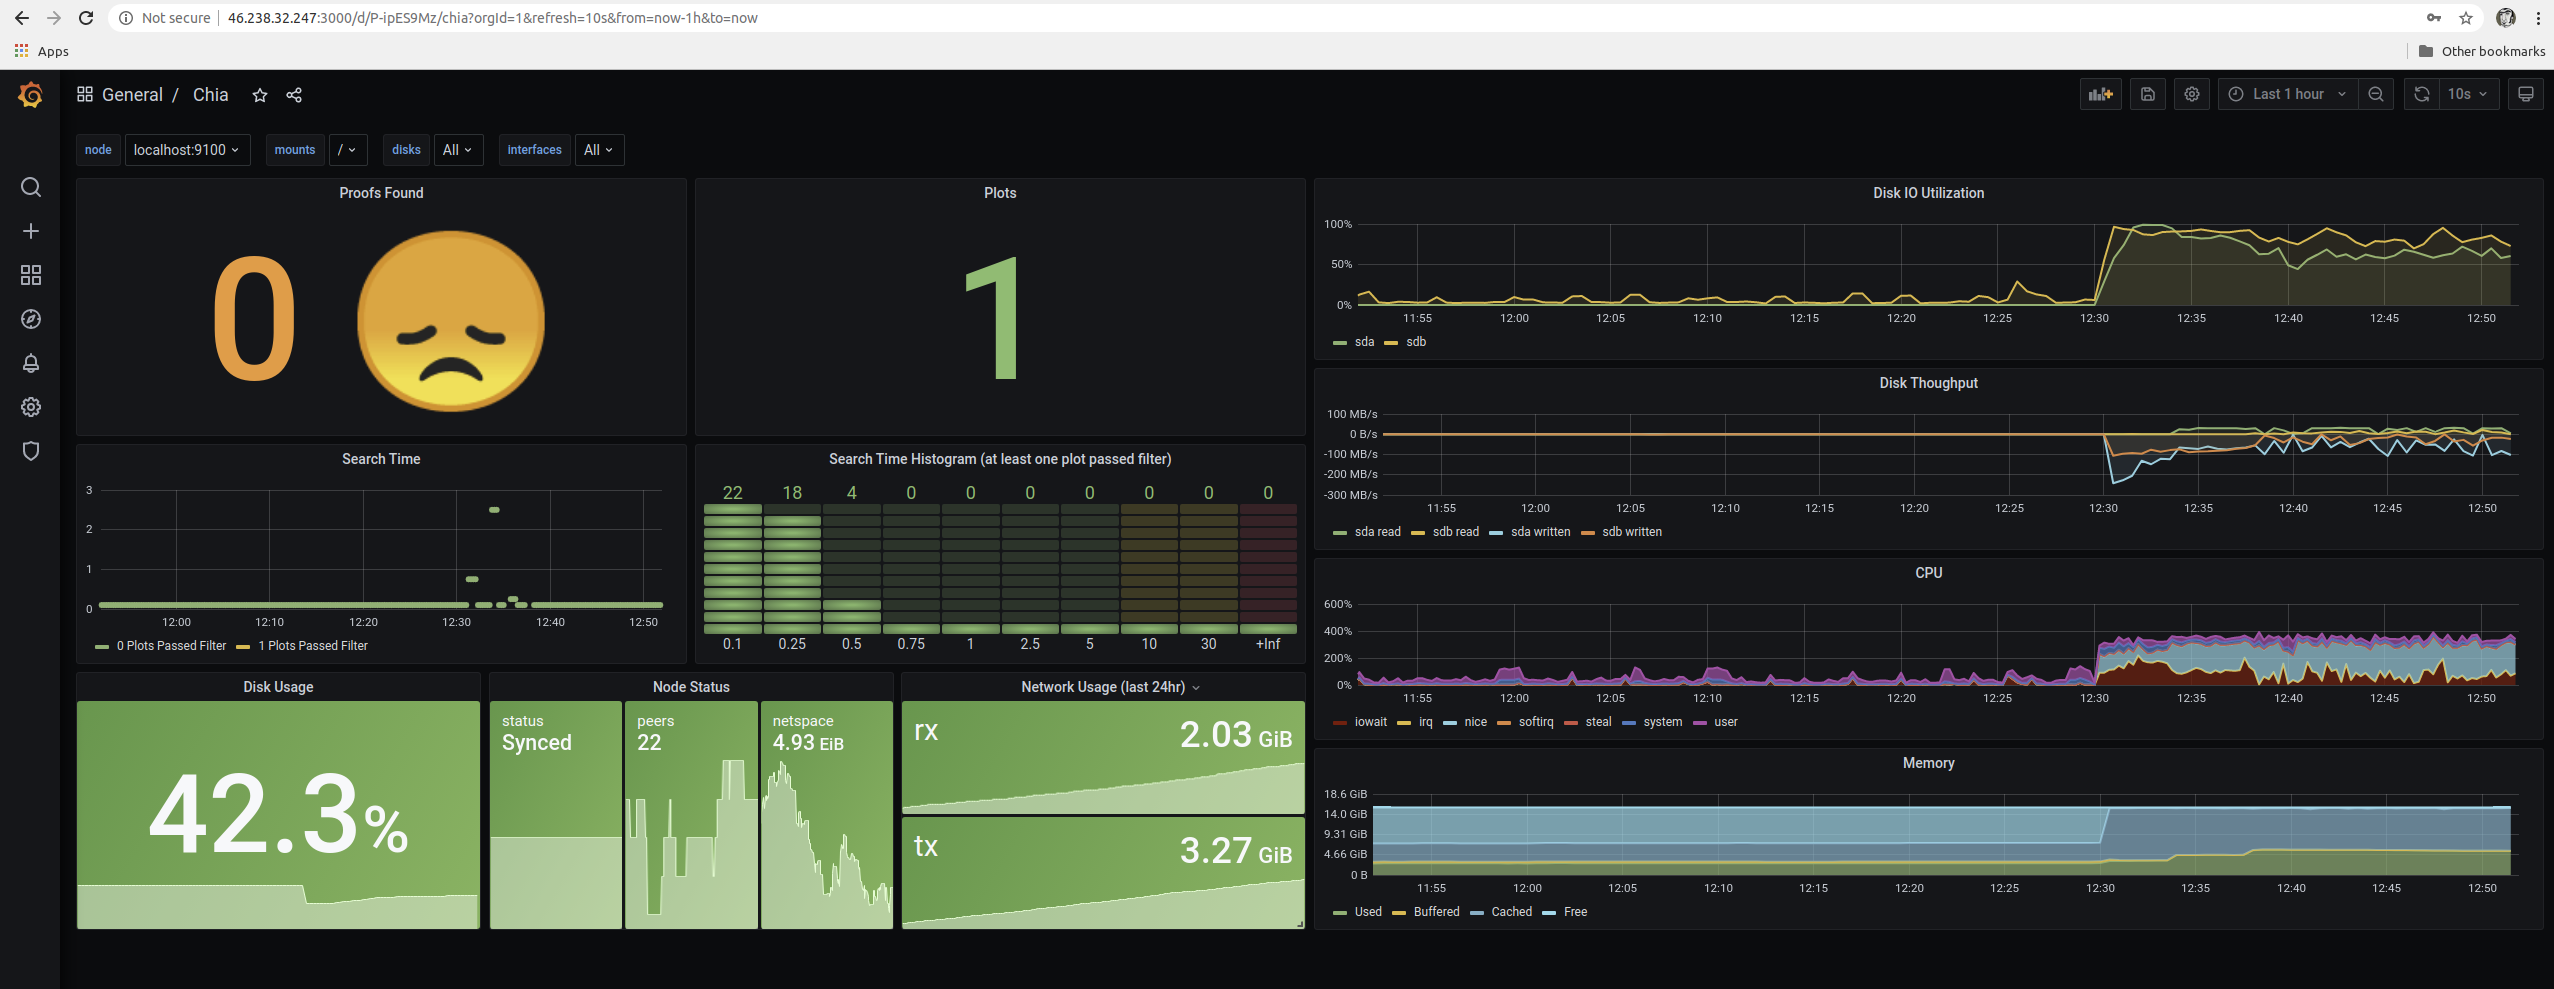 Not secure | 46.238.32.247:3000/d/P-ipES9Mz/chia?orgId=1&refresh=10s&from=now-1h&to=now
Apps
Other bookmarks
General / Chia
Last 1 hour
10s
node localhost:9100 mounts / disks All interfaces All
Proofs Found
0
Plots
1
Search Time
3
2
1
0
12:00 12:10 12:20 12:30 12:40 12:50
0 Plots Passed Filter 1 Plots Passed Filter
Search Time Histogram (at least one plot passed filter)
22 18 4 0 0 0 0 0 0 0
0.1 0.25 0.5 0.75 1 2.5 5 10 30 +Inf
Disk Usage
42.3%
Node Status
status
Synced
peers
22
netspace
4.93 EiB
Network Usage (last 24hr)
rx
2.03 GiB
tx
3.27 GiB
Disk IO Utilization
100%
50%
0%
11:55 12:00 12:05 12:10 12:15 12:20 12:25 12:30 12:35 12:40 12:45 12:50
sda sdb
Disk Thoughput
100 MB/s
0 B/s
-100 MB/s
-200 MB/s
-300 MB/s
11:55 12:00 12:05 12:10 12:15 12:20 12:25 12:30 12:35 12:40 12:45 12:50
sda read sdb read sda written sdb written
CPU
600%
400%
200%
0%
11:55 12:00 12:05 12:10 12:15 12:20 12:25 12:30 12:35 12:40 12:45 12:50
iowait irq nice softirq steal system user
Memory
18.6 GiB
14.0 GiB
9.31 GiB
4.66 GiB
0 B
11:55 12:00 12:05 12:10 12:15 12:20 12:25 12:30 12:35 12:40 12:45 12:50
Used Buffered Cached Free